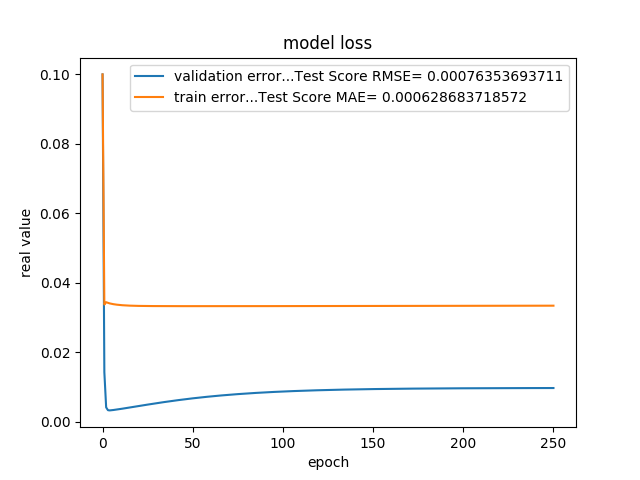 model loss
validation error...Test Score RMSE= 0.00076353693711
train error...Test Score MAE= 0.000628683718572
real value
0.10
0.08
0.06
0.04
0.02
0.00
0 50 100 150 200 250
epoch